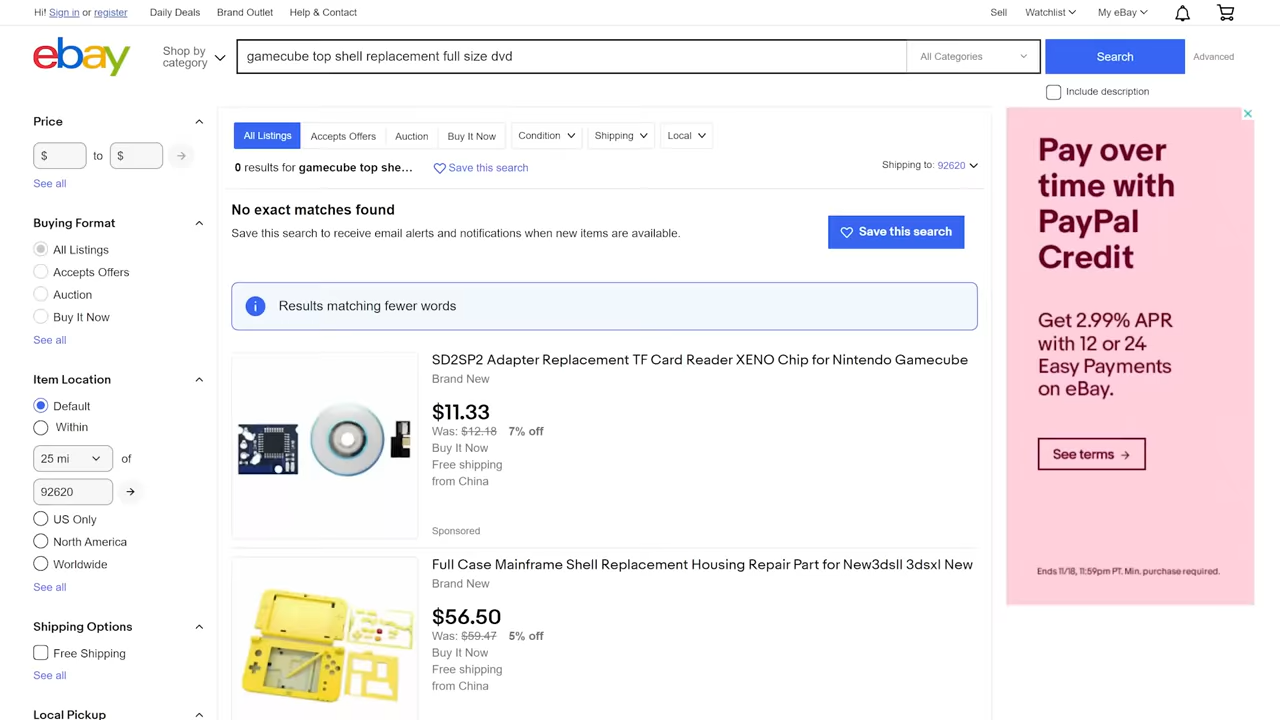 Hi! Sign in or register
Daily Deals
Brand Outlet
Help & Contact
Sell
Watchlist
My eBay
ebay
Shop by category
gamecube top shell replacement full size dvd
All Categories
Search
Advanced
Include description
Price
$ to $
See all
Buying Format
All Listings
Accepts Offers
Auction
Buy It Now
See all
Item Location
Default
Within
25 mi of
92620
US Only
North America
Worldwide
See all
Shipping Options
Free Shipping
See all
Local Pickup
All Listings
Accepts Offers
Auction
Buy It Now
Condition
Shipping
Local
0 results for gamecube top she...
Save this search
Shipping to: 92620
No exact matches found
Save this search to receive email alerts and notifications when new items are available.
Save this search
Results matching fewer words
SD2SP2 Adapter Replacement TF Card Reader XENO Chip for Nintendo Gamecube
Brand New
$11.33
Was: $12.18 7% off
Buy It Now
Free shipping
from China
Sponsored
Full Case Mainframe Shell Replacement Housing Repair Part for New3dsll 3dsxl New
Brand New
$56.50
Was: $59.47 5% off
Buy It Now
Free shipping
from China
Pay over
time with
PayPal
Credit
Get 2.99% APR
with 12 or 24
Easy Payments
on eBay.
See terms
Ends 11/18, 11:59pm PT. Min. purchase required.